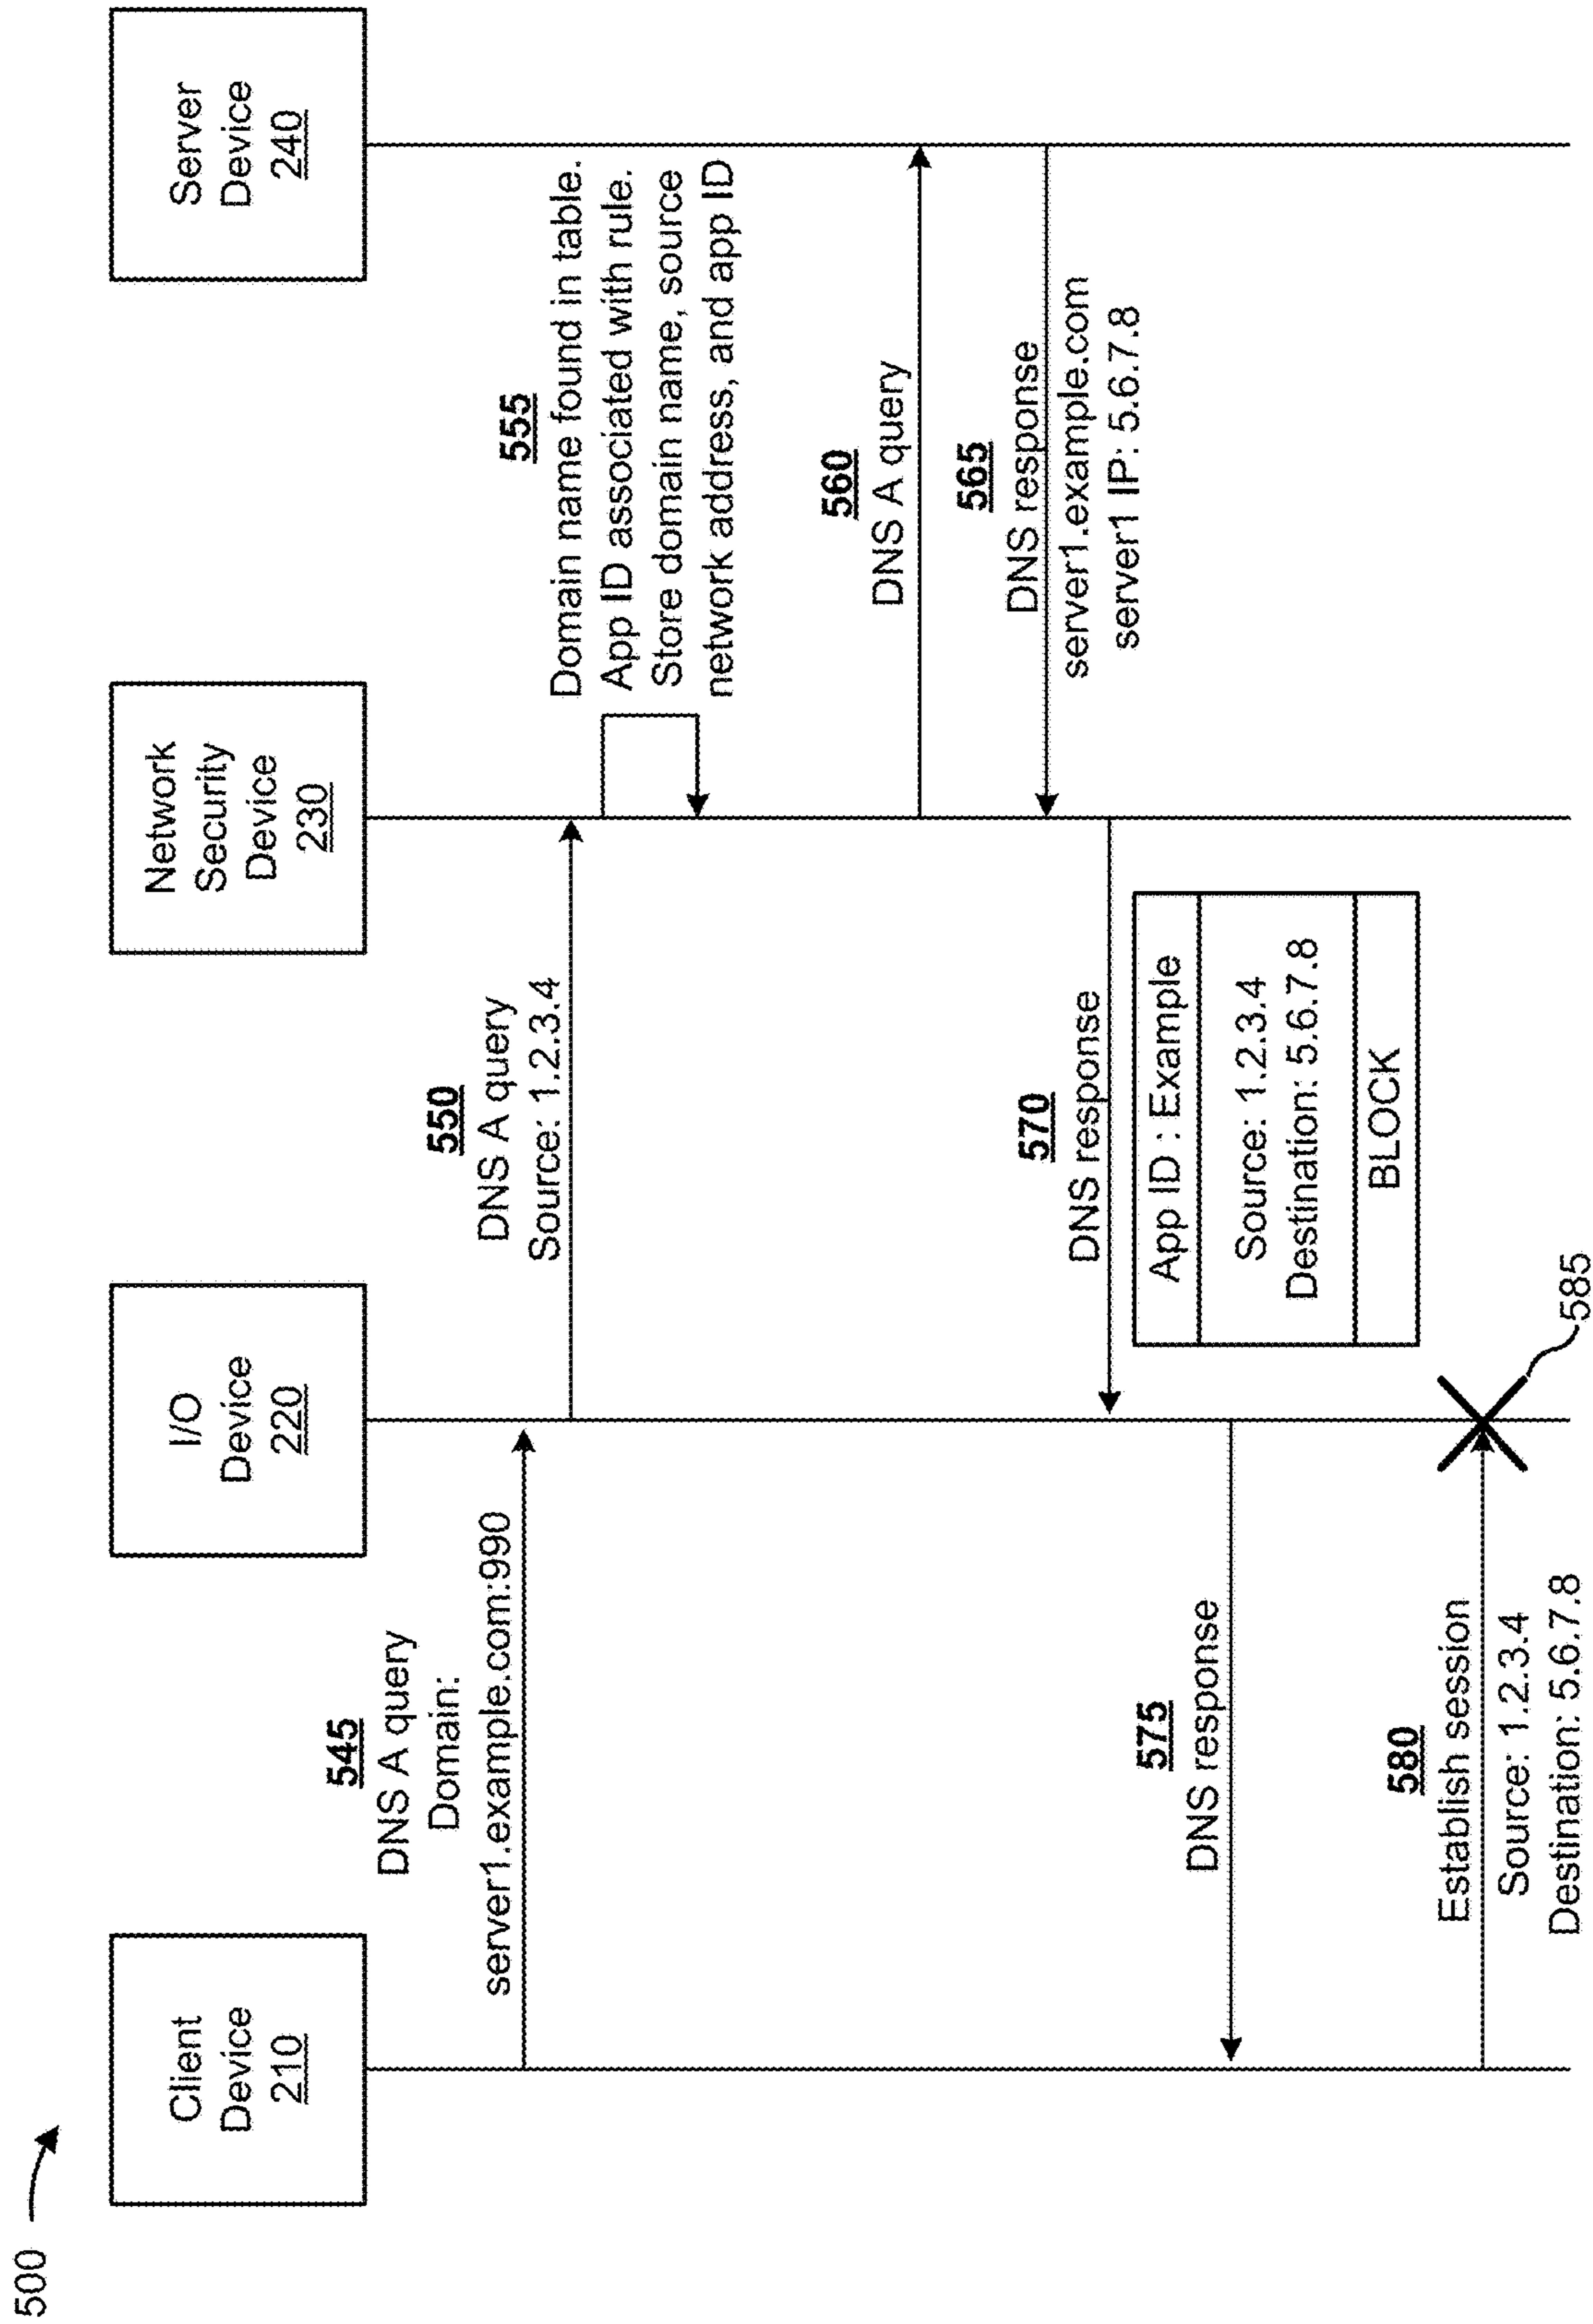 500
Client
Device
210
I/O
Device
220
Network
Security
Device
230
Server
Device
240
545
DNS A query
Domain:
server1.example.com:990
550
DNS A query
Source: 1.2.3.4
555
Domain name found in table.
App ID associated with rule.
Store domain name, source
network address, and app ID
560
DNS A query
565
DNS response
server1.example.com
server1 IP: 5.6.7.8
570
DNS response
App ID : Example
Source: 1.2.3.4
Destination: 5.6.7.8
BLOCK
575
DNS response
580
Establish session
Source: 1.2.3.4
Destination: 5.6.7.8
585